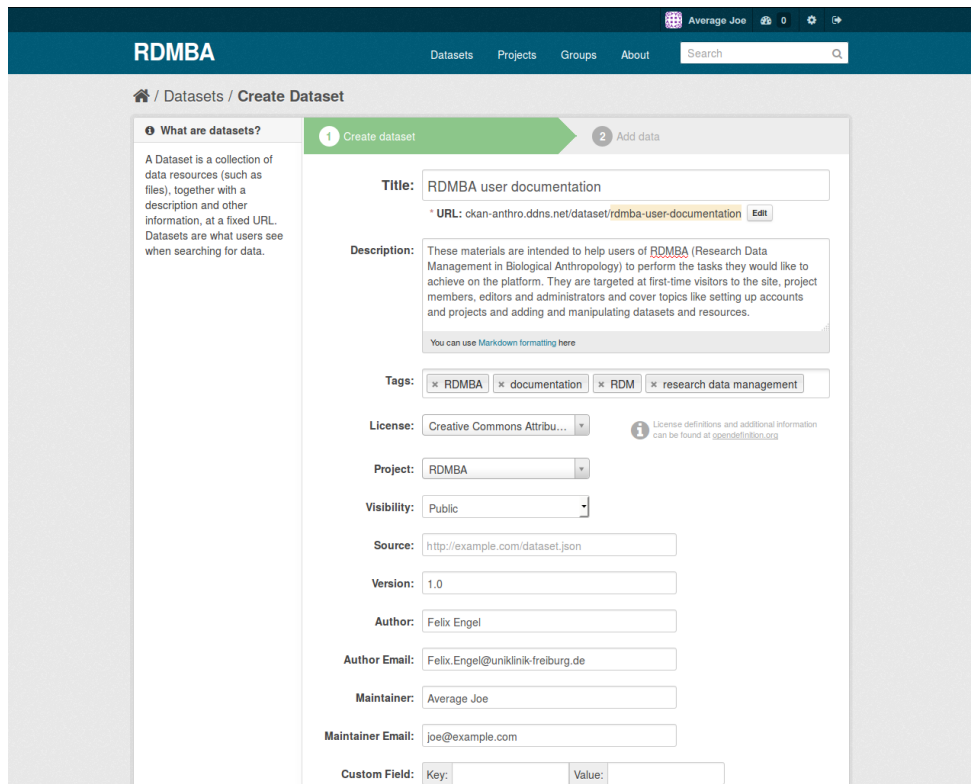 Average Joe 0
RDMBA Datasets Projects Groups About Search
/ Datasets / Create Dataset
What are datasets?
A Dataset is a collection of
data resources (such as
files), together with a
description and other
information, at a fixed URL.
Datasets are what users see
when searching for data.
1 Create dataset 2 Add data
Title: RDMBA user documentation
* URL: ckan-anthro.ddns.net/dataset/rdmba-user-documentation Edit
Description: These materials are intended to help users of RDMBA (Research Data
Management in Biological Anthropology) to perform the tasks they would like to
achieve on the platform. They are targeted at first-time visitors to the site, project
members, editors and administrators and cover topics like setting up accounts
and projects and adding and manipulating datasets and resources.
You can use Markdown formatting here
Tags: × RDMBA × documentation × RDM × research data management
License: Creative Commons Attribu...
License definitions and additional information
can be found at opendefinition.org
Project: RDMBA
Visibility: Public
Source: http://example.com/dataset.json
Version: 1.0
Author: Felix Engel
Author Email: Felix.Engel@uniklinik-freiburg.de
Maintainer: Average Joe
Maintainer Email: joe@example.com
Custom Field: Key: Value: